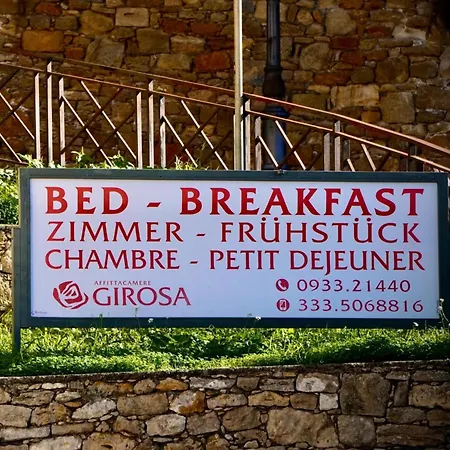 BED - BREAKFAST
ZIMMER - FRÜHSTÜCK
CHAMBRE - PETIT DEJEUNER
AFFITTACAMERE
GIROSA
0933.21440
333.5068816